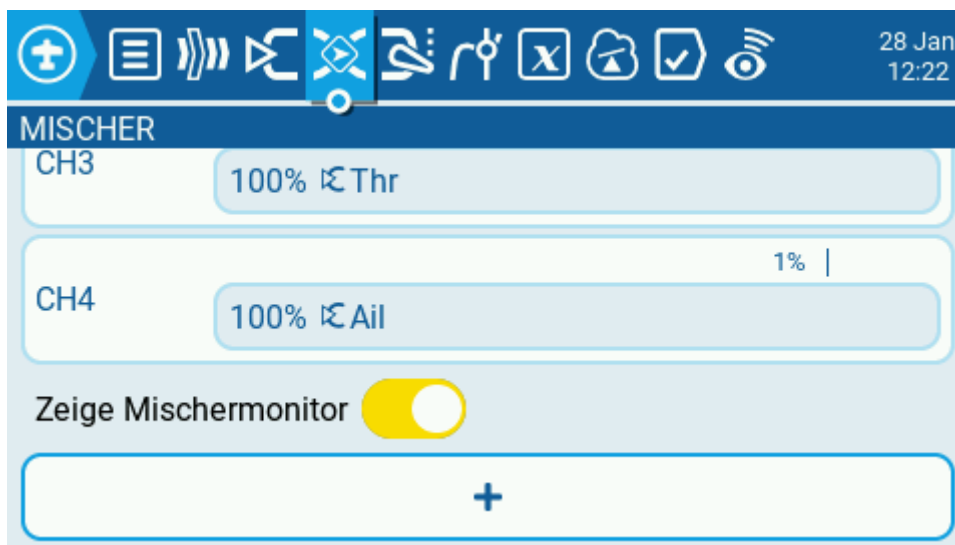 28 Jan
12:22
MISCHER
CH3
100% Thr
1%
CH4
100% Ail
Zeige Mischermonitor
+